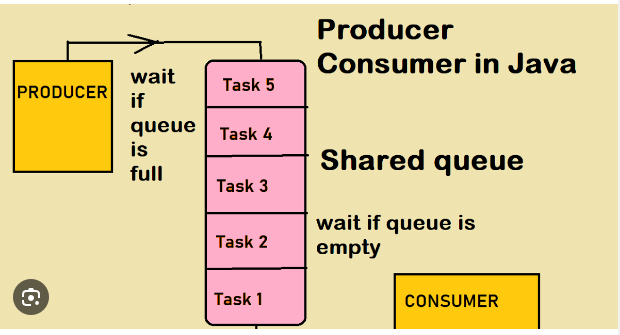 Producer
Consumer in Java
PRODUCER
wait
if
queue
is
full
Task 5
Task 4
Shared queue
Task 3
wait if queue is
empty
Task 2
Task 1
CONSUMER